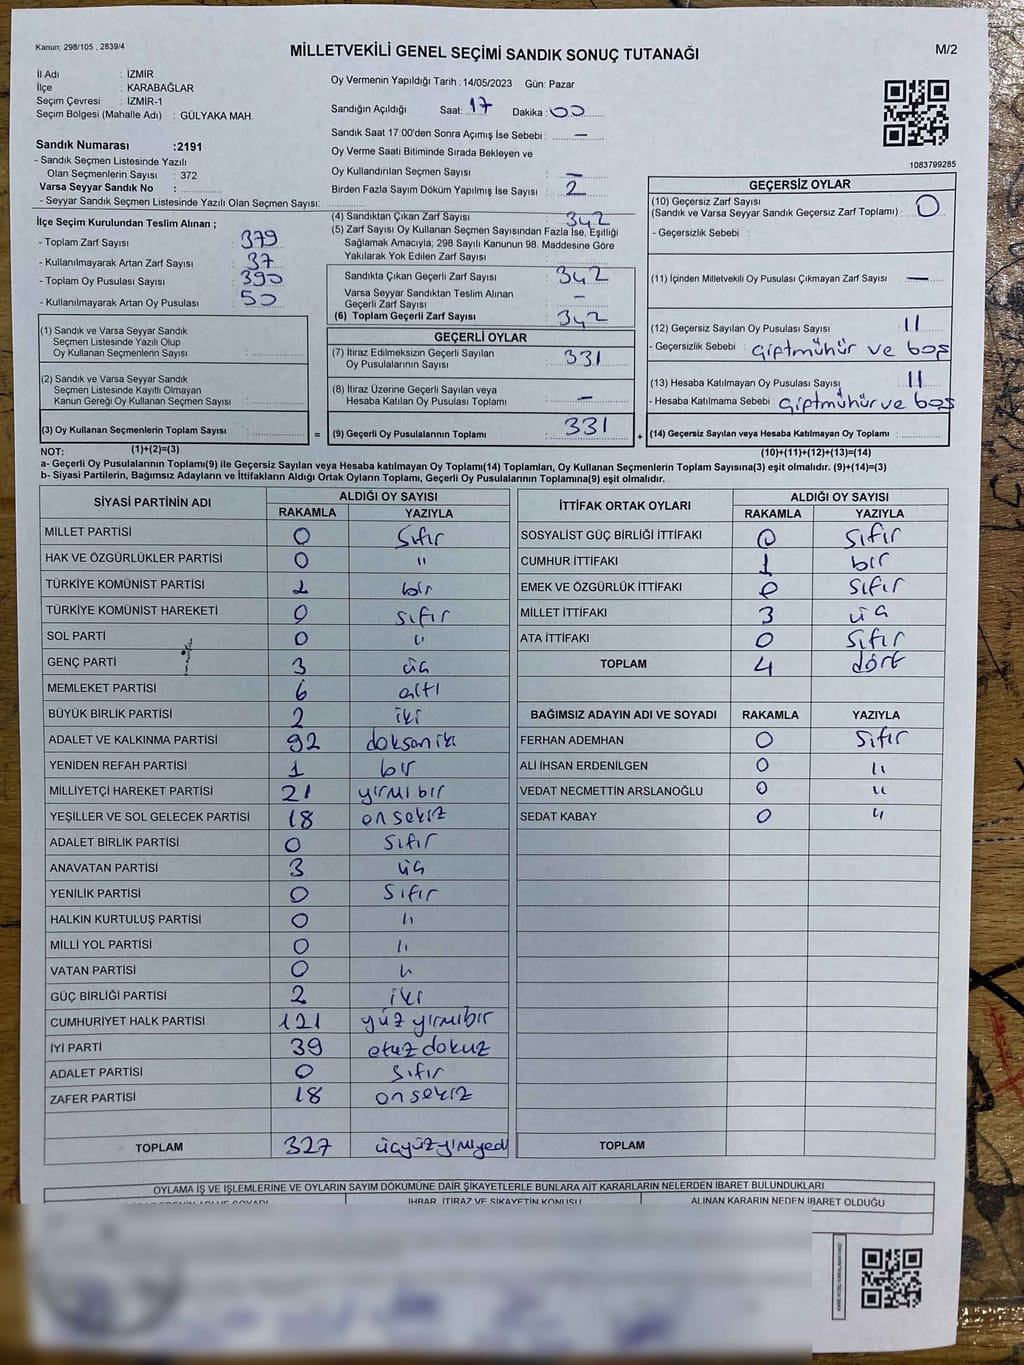 Kanun; 298/105 , 2839/4
MİLLETVEKİLİ GENEL SEÇİMİ SANDIK SONUÇ TUTANAĞI
M/2
İl Adı : İZMİR
İlçe : KARABAĞLAR
Seçim Çevresi : İZMİR-1
Seçim Bölgesi (Mahalle Adı) : GÜLYAKA MAH.
Sandık Numarası :2191
- Sandık Seçmen Listesinde Yazılı
Olan Seçmenlerin Sayısı : 372
Varsa Seyyar Sandık No :
- Seyyar Sandık Seçmen Listesinde Yazılı Olan Seçmen Sayısı:
Oy Vermenin Yapıldığı Tarih :14/05/2023 Gün: Pazar
Sandığın Açıldığı Saat: 17 Dakika : 00
Sandık Saat 17:00'den Sonra Açımış İse Sebebi : —
Oy Verme Saati Bitiminde Sırada Bekleyen ve
Oy Kullandırılan Seçmen Sayısı : —
Birden Fazla Sayım Döküm Yapılmış İse Sayısı : 2
1083799285
İlçe Seçim Kurulundan Teslim Alınan ;
- Toplam Zarf Sayısı : 379
- Kullanılmayarak Artan Zarf Sayısı : 37
- Toplam Oy Pusulası Sayısı : 390
- Kullanılmayarak Artan Oy Pusulası : 50
(4) Sandıktan Çıkan Zarf Sayısı : 342
(5) Zarf Sayısı Oy Kullanan Seçmen Sayısından Fazla İse, Eşitliği
Sağlamak Amacıyla; 298 Sayılı Kanunun 98. Maddesine Göre
Yakılarak Yok Edilen Zarf Sayısı :
Sandıkta Çıkan Geçerli Zarf Sayısı : 342
Varsa Seyyar Sandıktan Teslim Alınan
Geçerli Zarf Sayısı : —
(6) Toplam Geçerli Zarf Sayısı : 342
GEÇERSİZ OYLAR
(10) Geçersiz Zarf Sayısı
(Sandık ve Varsa Seyyar Sandık Geçersiz Zarf Toplamı) : 0
- Geçersizlik Sebebi :
(11) İçinden Milletvekili Oy Pusulası Çıkmayan Zarf Sayısı : —
(12) Geçersiz Sayılan Oy Pusulası Sayısı : 11
- Geçersizlik Sebebi : Çiftmühür ve boş
(13) Hesaba Katılmayan Oy Pusulası Sayısı : 11
- Hesaba Katılmama Sebebi : Çiftmühür ve boş
(14) Geçersiz Sayılan veya Hesaba Katılmayan Oy Toplamı :
(10)+(11)+(12)+(13)=(14)
(1) Sandık ve Varsa Seyyar Sandık
Seçmen Listesinde Yazılı Olup
Oy Kullanan Seçmenlerin Sayısı :
(2) Sandık ve Varsa Seyyar Sandık
Seçmen Listesinde Kayıtlı Olmayan
Kanun Gereği Oy Kullanan Seçmen Sayısı :
(3) Oy Kullanan Seçmenlerin Toplam Sayısı : =
(1)+(2)=(3)
GEÇERLİ OYLAR
(7) İtiraz Edilmeksizin Geçerli Sayılan
Oy Pusulalarının Sayısı : 331
(8) İtiraz Üzerine Geçerli Sayılan veya
Hesaba Katılan Oy Pusulası Toplamı : —
(9) Geçerli Oy Pusulalarının Toplamı : 331 +
NOT:
a- Geçerli Oy Pusulalarının Toplamı(9) ile Geçersiz Sayılan veya Hesaba katılmayan Oy Toplamı(14) Toplamları, Oy Kullanan Seçmenlerin Toplam Sayısına(3) eşit olmalıdır. (9)+(14)=(3)
b- Siyasi Partilerin, Bağımsız Adayların ve İttifakların Aldığı Ortak Oyların Toplamı, Geçerli Oy Pusulalarının Toplamına(9) eşit olmalıdır.
SİYASİ PARTİNİN ADI ALDIĞI OY SAYISI
RAKAMLA YAZIYLA
MİLLET PARTİSİ 0 Sıfır
HAK VE ÖZGÜRLÜKLER PARTİSİ 0 "
TÜRKİYE KOMÜNİST PARTİSİ 1 bir
TÜRKİYE KOMÜNİST HAREKETİ 0 sıfır
SOL PARTİ 0 "
GENÇ PARTİ 3 üç
MEMLEKET PARTİSİ 6 altı
BÜYÜK BİRLİK PARTİSİ 2 iki
ADALET VE KALKINMA PARTİSİ 92 doksan iki
YENİDEN REFAH PARTİSİ 1 bir
MİLLİYETÇİ HAREKET PARTİSİ 21 yirmi bir
YEŞİLLER VE SOL GELECEK PARTİSİ 18 on sekiz
ADALET BİRLİK PARTİSİ 0 Sıfır
ANAVATAN PARTİSİ 3 üç
YENİLİK PARTİSİ 0 Sıfır
HALKIN KURTULUŞ PARTİSİ 0 "
MİLLİ YOL PARTİSİ 0 "
VATAN PARTİSİ 0 "
GÜÇ BİRLİĞİ PARTİSİ 2 iki
CUMHURİYET HALK PARTİSİ 121 yüz yirmibir
İYİ PARTİ 39 otuz dokuz
ADALET PARTİSİ 0 Sıfır
ZAFER PARTİSİ 18 on sekiz
TOPLAM 327 üçyüzyirmiyedi
İTTİFAK ORTAK OYLARI ALDIĞI OY SAYISI
RAKAMLA YAZIYLA
SOSYALİST GÜÇ BİRLİĞİ İTTİFAKI 0 Sıfır
CUMHUR İTTİFAKI 1 bir
EMEK VE ÖZGÜRLÜK İTTİFAKI 0 Sıfır
MİLLET İTTİFAKI 3 üç
ATA İTTİFAKI 0 Sıfır
TOPLAM 4 dört
BAĞIMSIZ ADAYIN ADI VE SOYADI RAKAMLA YAZIYLA
FERHAN ADEMHAN 0 Sıfır
ALİ İHSAN ERDENİLGEN 0 "
VEDAT NECMETTİN ARSLANOĞLU 0 "
SEDAT KABAY 0 "
TOPLAM
OYLAMA İŞ VE İŞLEMLERİNE VE OYLARIN SAYIM DÖKÜMÜNE DAİR ŞİKAYETLERLE BUNLARA AİT KARARLARIN NELERDEN İBARET BULUNDUKLARI
İHBAR, İTİRAZ VE ŞİKAYETİN KONUSU ALINAN KARARIN NEDEN İBARET OLDUĞU